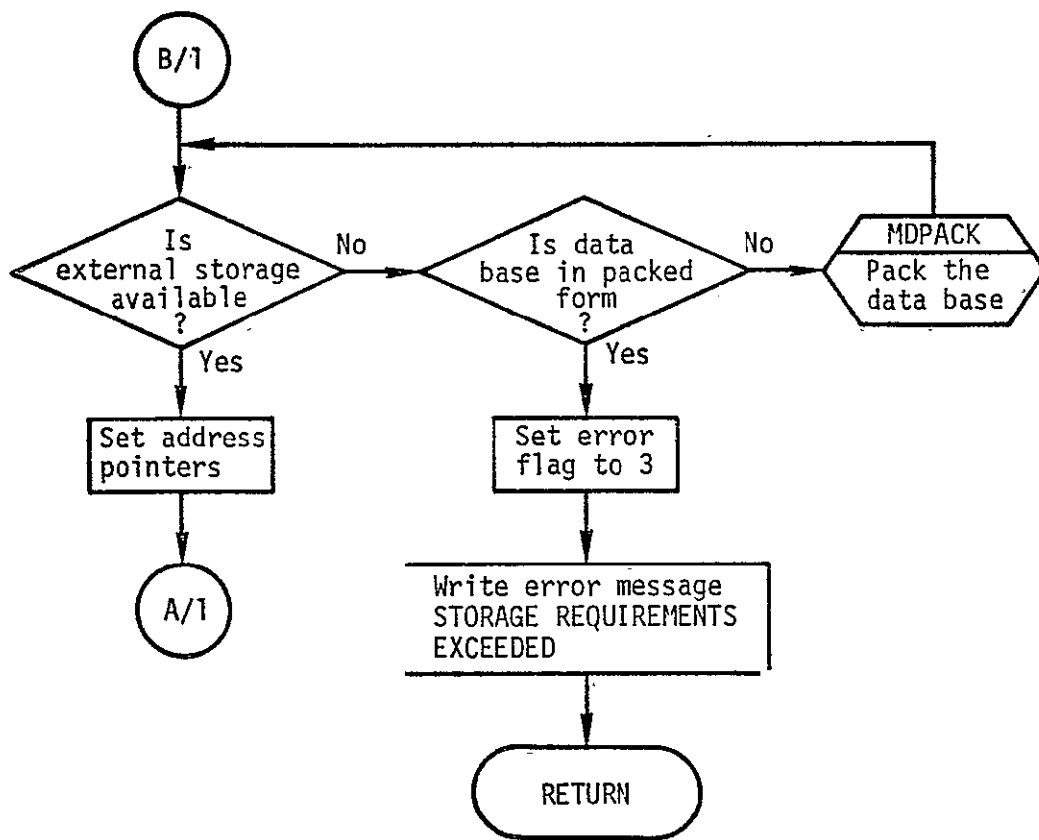 B/1
Is
external storage
available
?
No
Yes
Is data
base in packed
form
?
No
Yes
MDPACK
Pack the
data base
Set address
pointers
Set error
flag to 3
A/1
Write error message
STORAGE REQUIREMENTS
EXCEEDED
RETURN